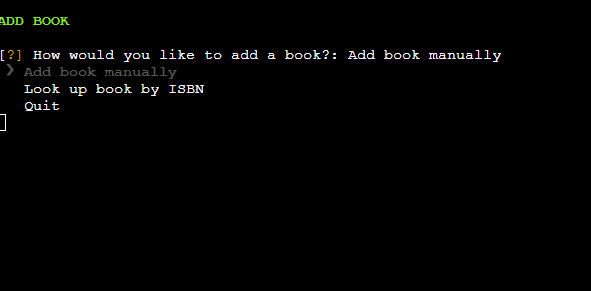 ADD BOOK
[?] How would you like to add a book?: Add book manually
❯ Add book manually
Look up book by ISBN
Quit